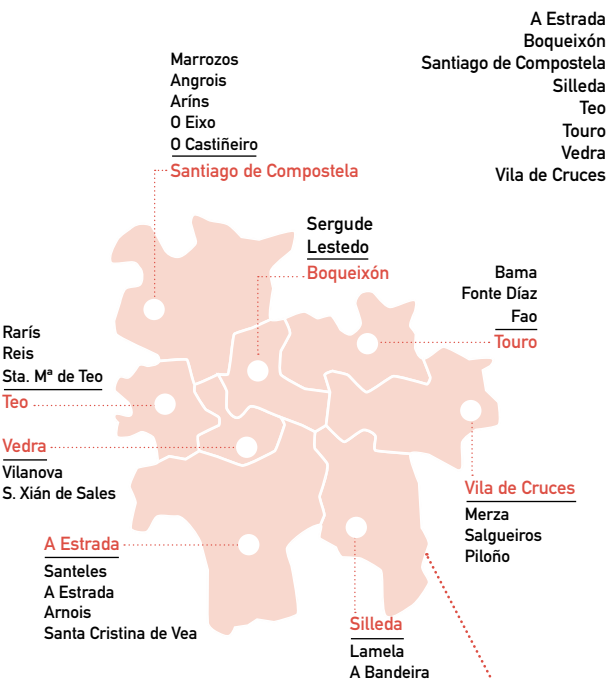 A Estrada
Boqueixón
Santiago de Compostela
Silleda
Teo
Touro
Vedra
Vila de Cruces
Marrozos
Angrois
Aríns
O Eixo
O Castiñeiro
Santiago de Compostela
Sergude
Lestedo
Boqueixón
Bama
Fonte Díaz
Fao
Touro
Rarís
Reis
Sta. Mª de Teo
Teo
Vedra
Vilanova
S. Xián de Sales
Vila de Cruces
Merza
Salgueiros
Piloño
A Estrada
Santeles
A Estrada
Arnois
Santa Cristina de Vea
Silleda
Lamela
A Bandeira